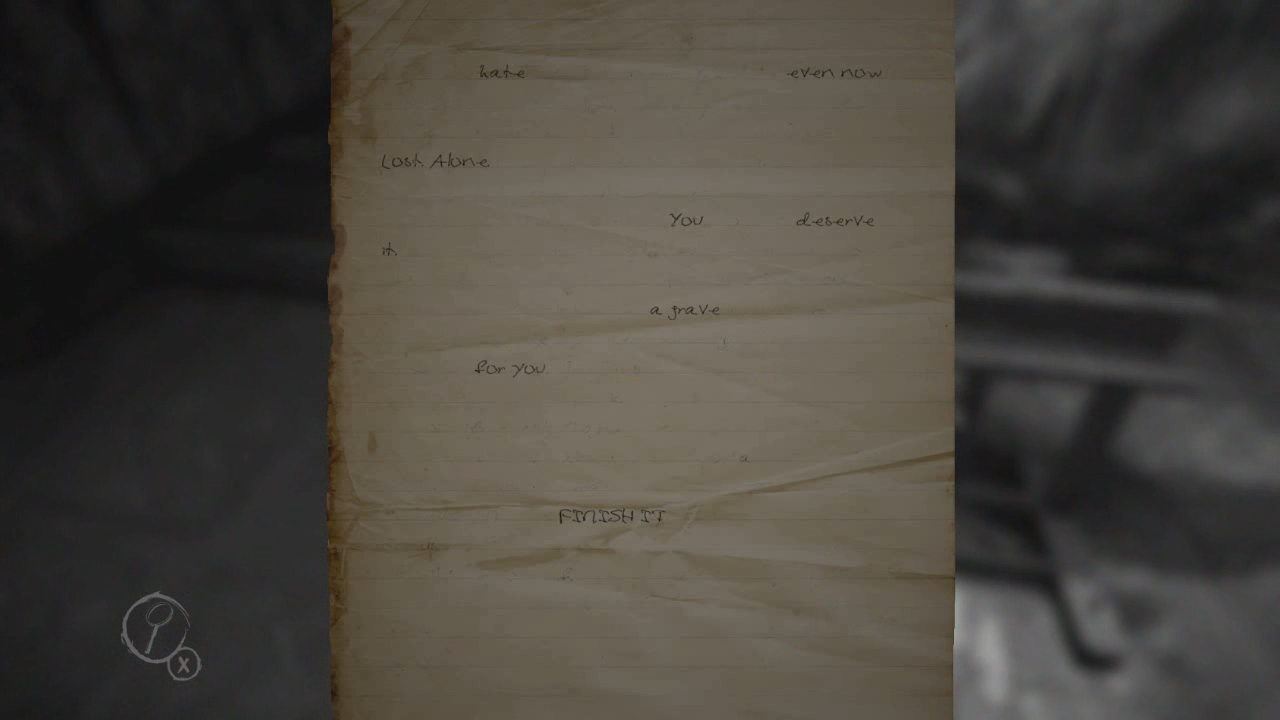 hate even now
Lost. Alone
You deserve
it.
a grave
for you.
a
FINISH IT
X